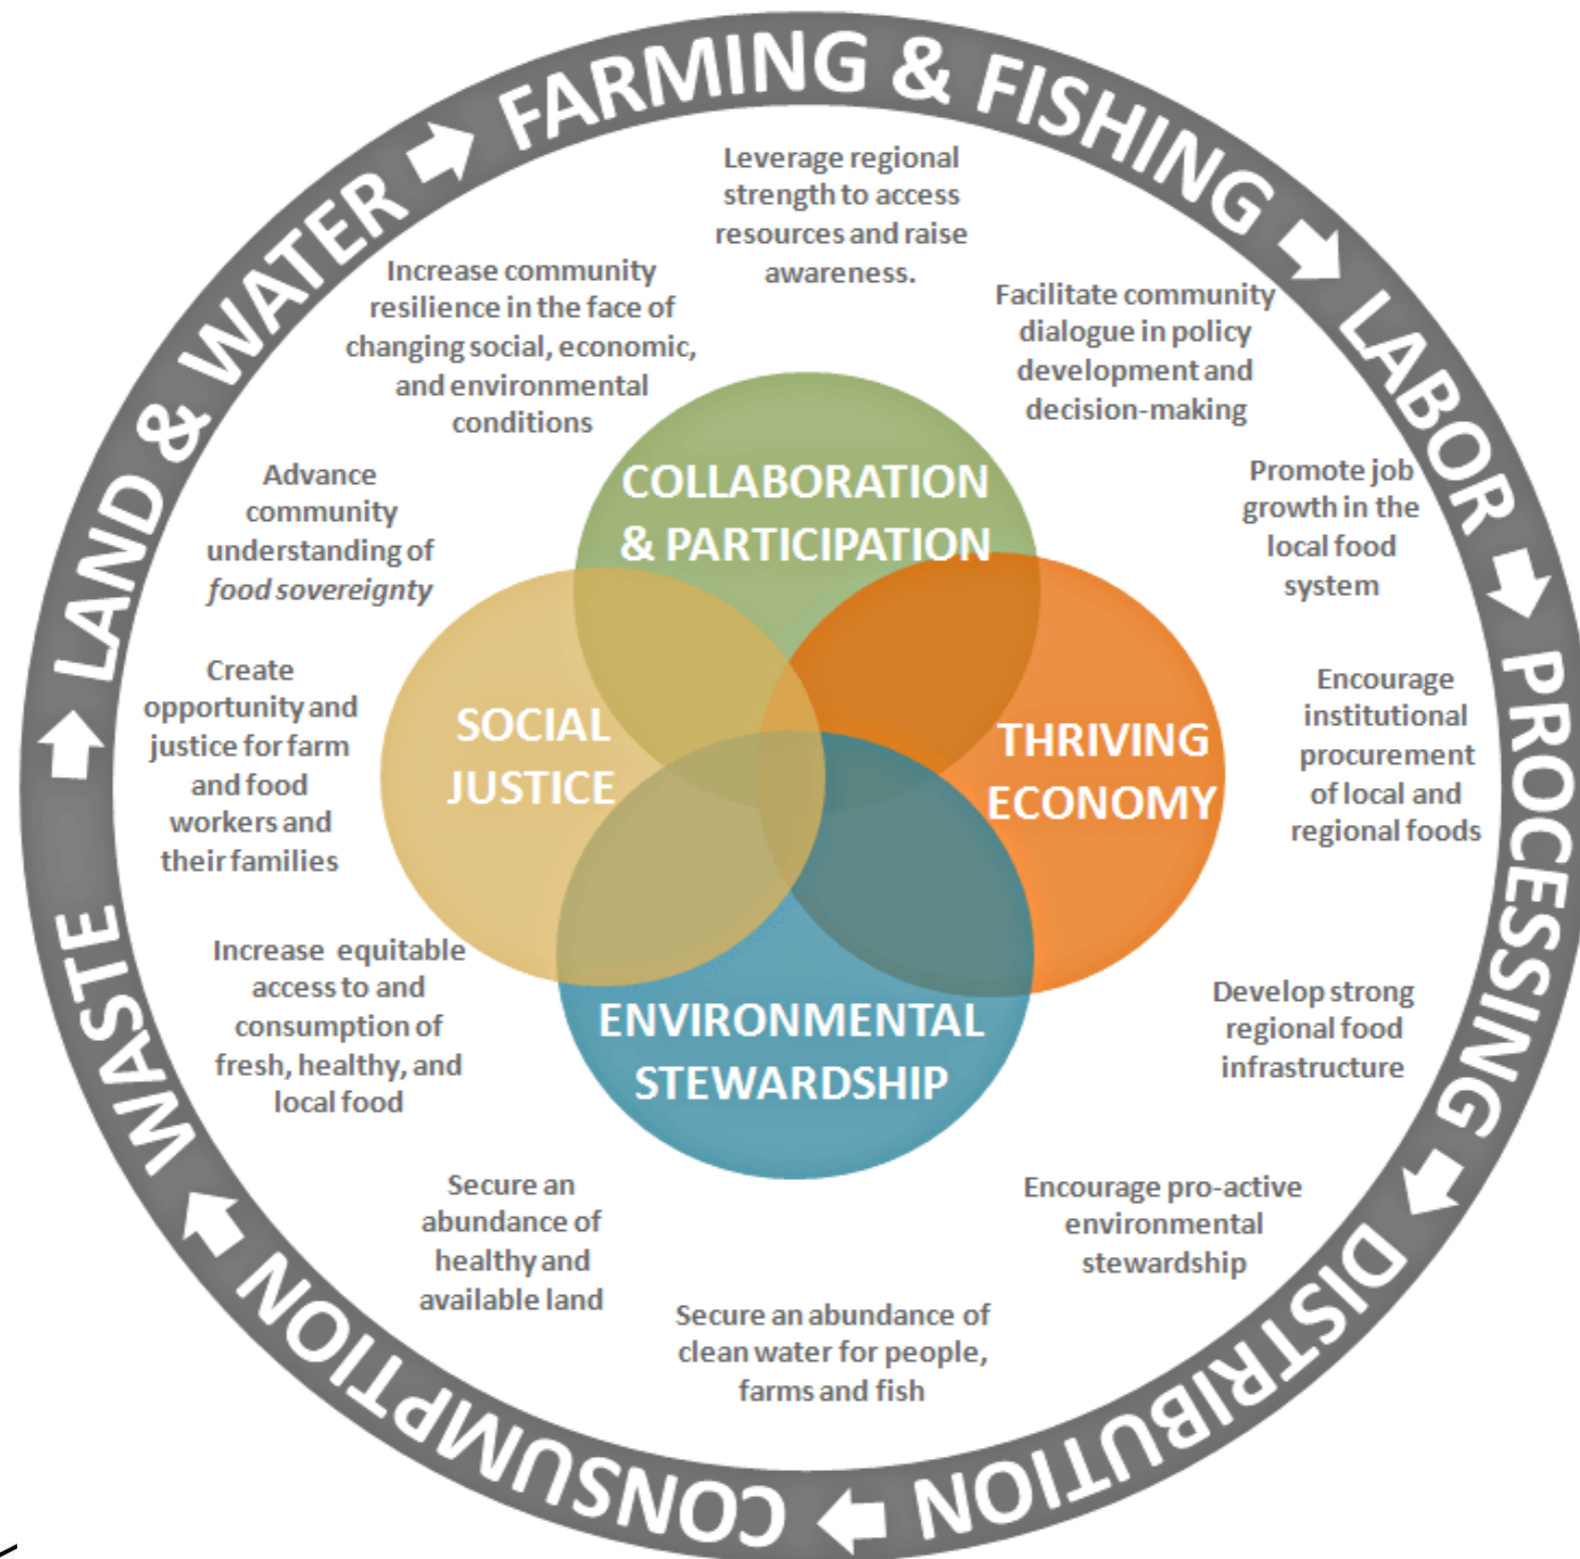 LAND & WATER
FARMING & FISHING
LABOR
PROCESSING
DISTRIBUTION
CONSUMPTION
WASTE
Leverage regional
strength to access
resources and raise
awareness.
Facilitate community
dialogue in policy
development and
decision-making
Promote job
growth in the
local food
system
Encourage
institutional
procurement
of local and
regional foods
Develop strong
regional food
infrastructure
Encourage pro-active
environmental
stewardship
Secure an abundance of
clean water for people,
farms and fish
Secure an
abundance of
healthy and
available land
Increase equitable
access to and
consumption of
fresh, healthy, and
local food
Create
opportunity and
justice for farm
and food
workers and
their families
Advance
community
understanding of
food sovereignty
Increase community
resilience in the face of
changing social, economic,
and environmental
conditions
COLLABORATION
& PARTICIPATION
THRIVING
ECONOMY
ENVIRONMENTAL
STEWARDSHIP
SOCIAL
JUSTICE